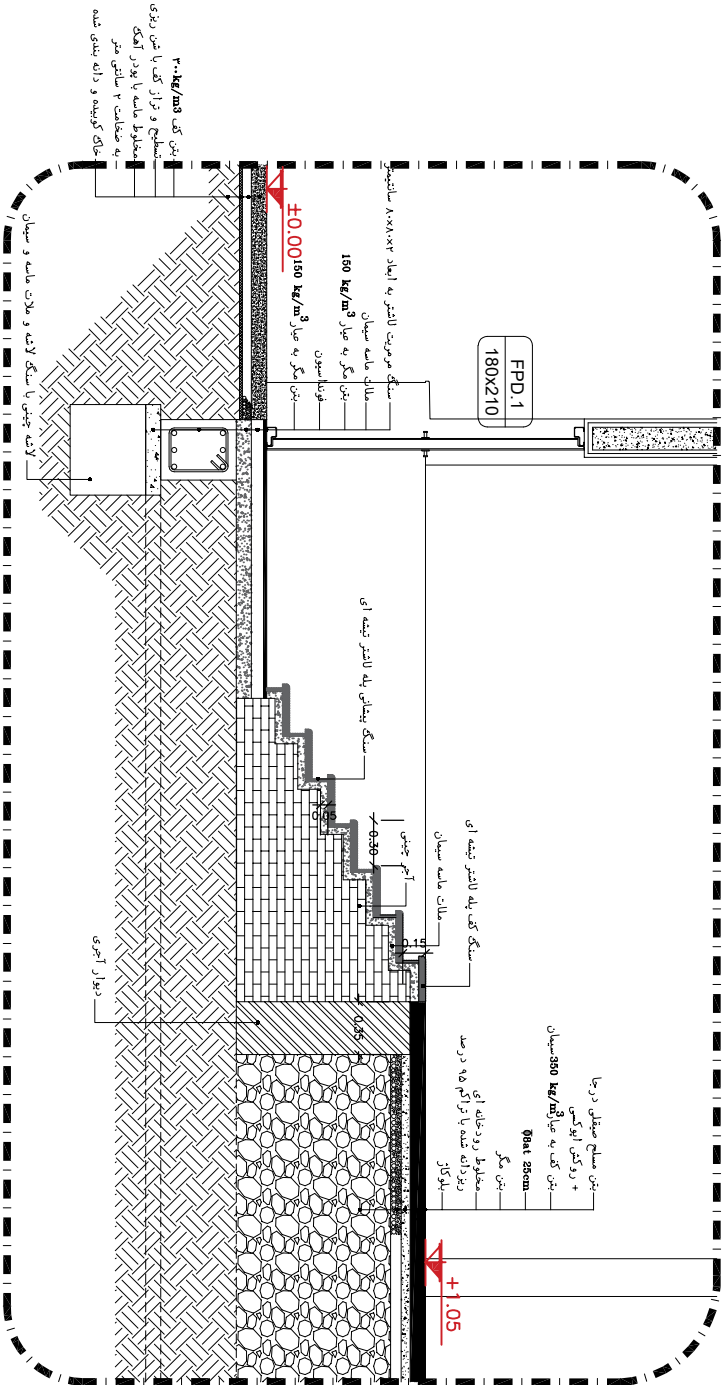 بتن کف ۳۰۰kg/m3
تسطیح و تراز کف با شن ریزی
مخلوط ماسه با پودر آهک
به ضخامت ۲ سانتی متر
خاک کوبیده و دانه بندی شده
±0.00
سنگ مرمریت لاشتر به ابعاد ۸۰x۸۰x۲ سانتیمتر
ملات ماسه سیمان
بتن مگر به عیار 150 kg/m3
فونداسیون
بتن مگر به عیار 150 kg/m3
لاشه چینی با سنگ لاشه و ملات ماسه و سیمان
FPD.1
180x210
سنگ پیشانی پله لاشتر تیشه ای
0.05
0.30
آجر چینی
0.15
ملات ماسه سیمان
سنگ کف پله لاشتر تیشه ای
دیوار آجری
0.35
بتن مسلح صیقلی درجا
+ روکش اپوکسی
بتن کف به عیار 350 kg/m3 سیمان
Φ8at 25cm
بتن مگر
مخلوط رودخانه ای
ریزدانه شده با تراکم ۹۵ درصد
بلوکاژ
+1.05